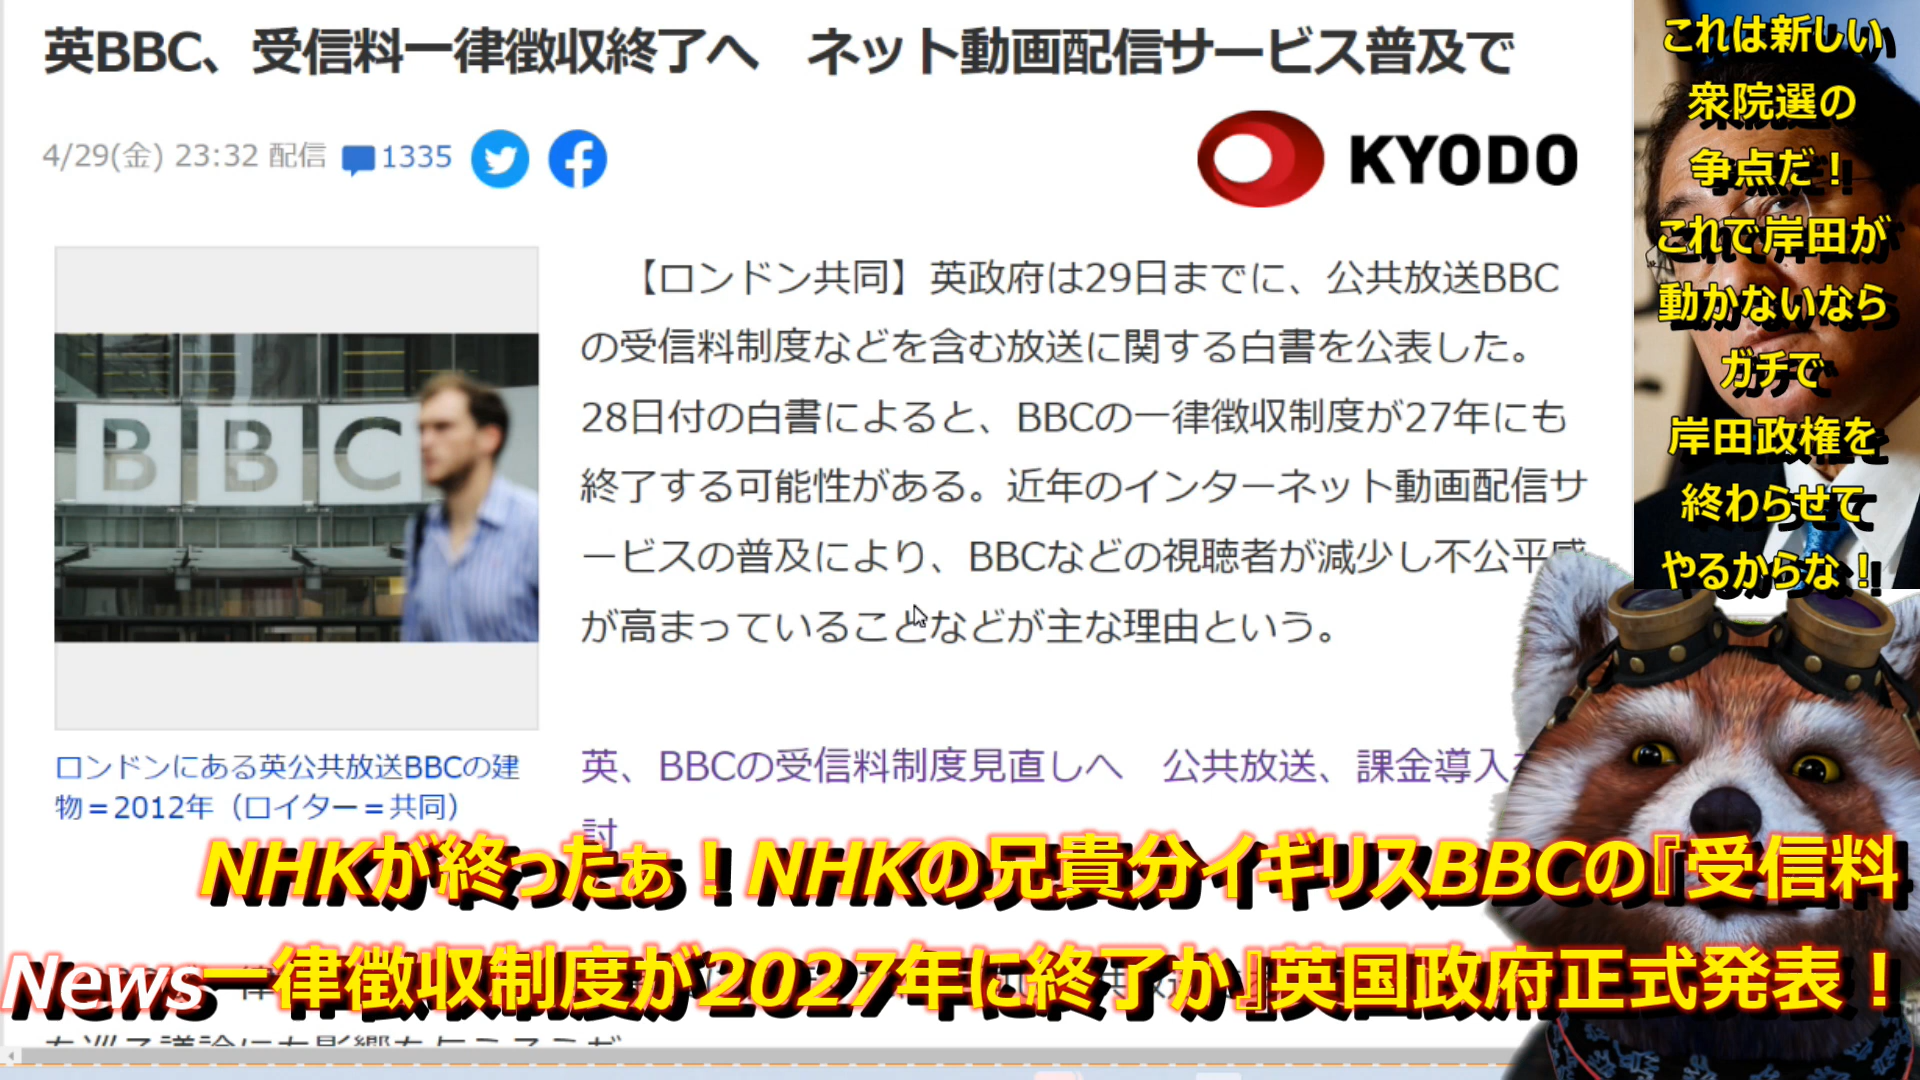 英BBC、受信料一律徴収終了へ　ネット動画配信サービス普及で
4/29(金) 23:32 配信 1335
KYODO
【ロンドン共同】英政府は29日までに、公共放送BBC
の受信料制度などを含む放送に関する白書を公表した。
28日付の白書によると、BBCの一律徴収制度が27年にも
終了する可能性がある。近年のインターネット動画配信サ
ービスの普及により、BBCなどの視聴者が減少し不公平感
が高まっていることなどが主な理由という。
BBC
ロンドンにある英公共放送BBCの建
物＝2012年（ロイター＝共同）
英、BBCの受信料制度見直しへ　公共放送、課金導入
討
これは新しい
衆院選の
争点だ！
これで岸田が
動かないなら
ガチで
岸田政権を
終わらせて
やるからな！
NHKが終ったぁ！NHKの兄貴分イギリスBBCの『受信料
News一律徴収制度が2027年に終了か』英国政府正式発表！